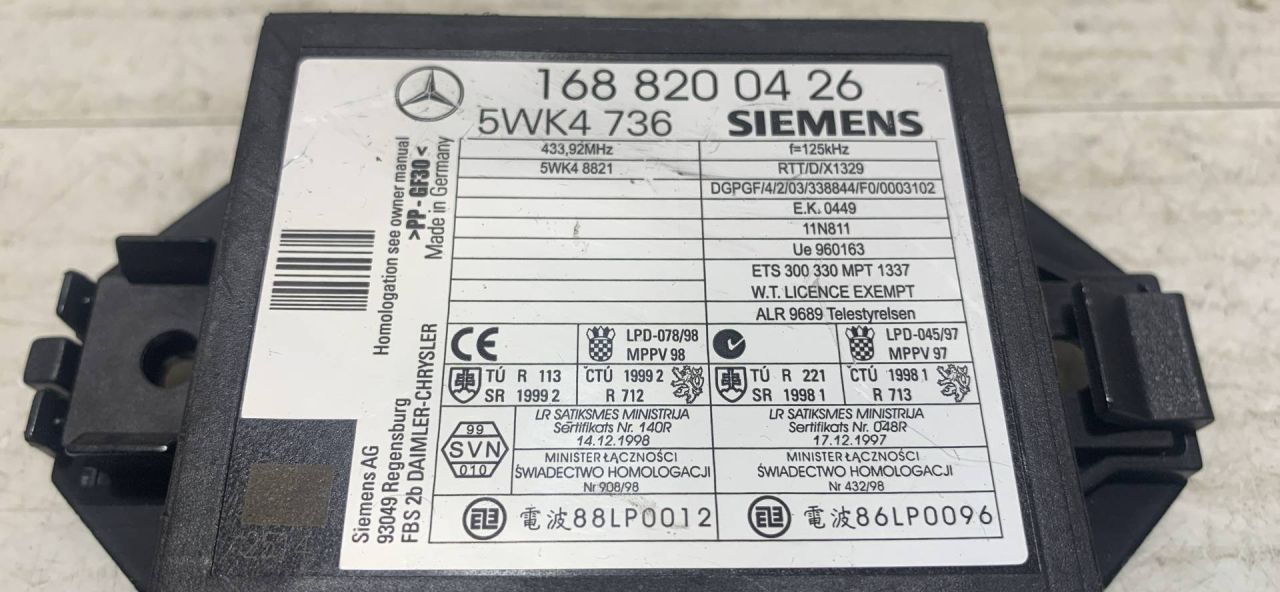 168 820 04 26
5WK4 736 SIEMENS
433,92MHz f=125kHz
5WK4 8821 RTT/D/X1329
DGPGF/4/2/03/338844/F0/0003102
E.K. 0449
11N811
Ue 960163
ETS 300 330 MPT 1337
W.T. LICENCE EXEMPT
ALR 9689 Telestyrelsen
CE
LPD-078/98
MPPV 98
LPD-045/97
MPPV 97
TÚ R 113
SR 1999 2
ČTÚ 1999 2
R 712
TÚ R 221
SR 1998 1
ČTÚ 1998 1
R 713
99
SVN
010
LR SATIKSMES MINISTRIJA
Sertifikats Nr. 140R
14.12.1998
LR SATIKSMES MINISTRIJA
Sertifikats Nr. 048R
17.12.1997
MINISTER ŁĄCZNOŚCI
ŚWIADECTWO HOMOLOGACJI
Nr 908/98
MINISTER ŁĄCZNOŚCI
ŚWIADECTWO HOMOLOGACJI
Nr 432/98
電波88LP0012
電波86LP0096
Homologation see owner manual
>PP - GF30<
Made in Germany
Siemens AG
93049 Regensburg
FBS 2b DAIMLER-CHRYSLER